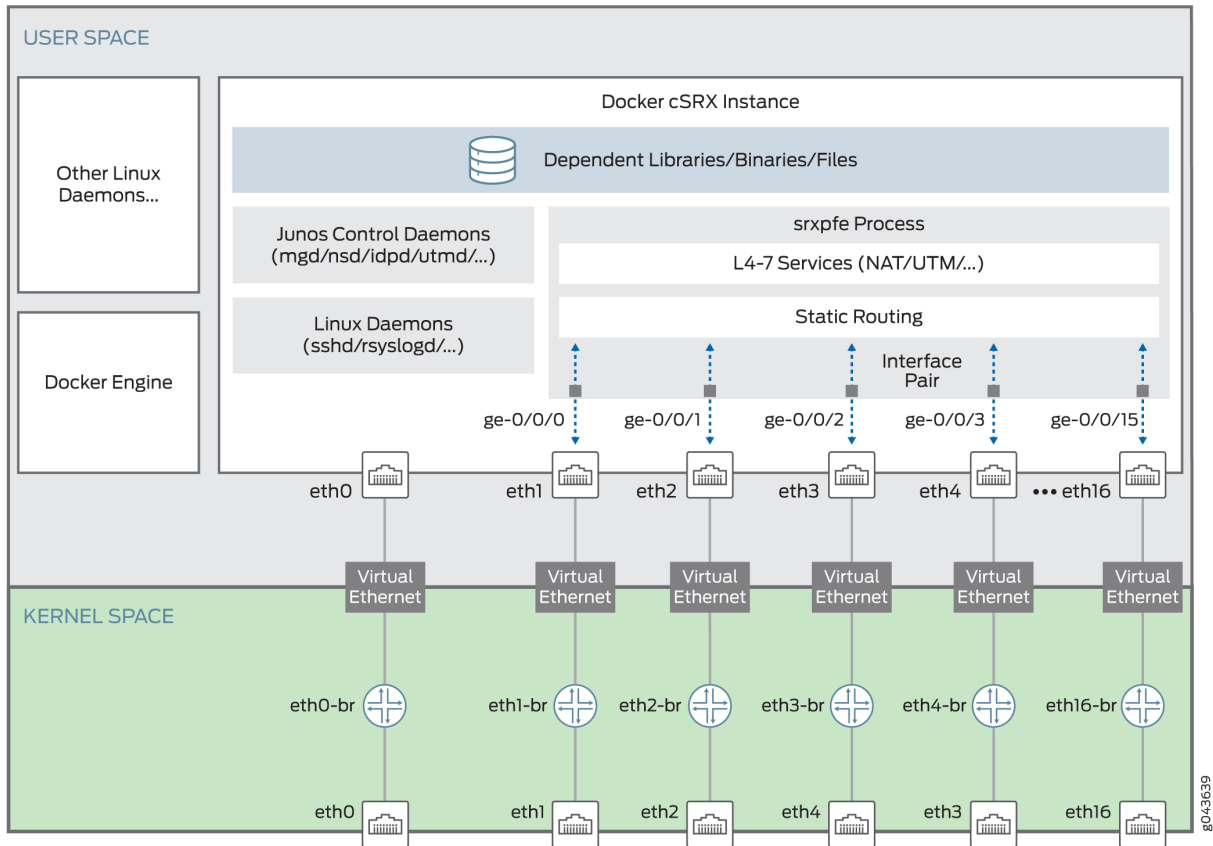 USER SPACE
Other Linux
Daemons...
Docker Engine
Docker cSRX Instance
Dependent Libraries/Binaries/Files
Junos Control Daemons
(mgd/nsd/idpd/utmd/...)
Linux Daemons
(sshd/rsyslogd/...)
srxpfe Process
L4-7 Services (NAT/UTM/...)
Static Routing
Interface
Pair
ge-0/0/0
ge-0/0/1
ge-0/0/2
ge-0/0/3
ge-0/0/15
eth0
eth1
eth2
eth3
eth4
••• eth16
Virtual
Ethernet
Virtual
Ethernet
Virtual
Ethernet
Virtual
Ethernet
Virtual
Ethernet
Virtual
Ethernet
KERNEL SPACE
eth0-br
eth1-br
eth2-br
eth3-br
eth4-br
eth16-br
eth0
eth1
eth2
eth4
eth3
eth16
g043639